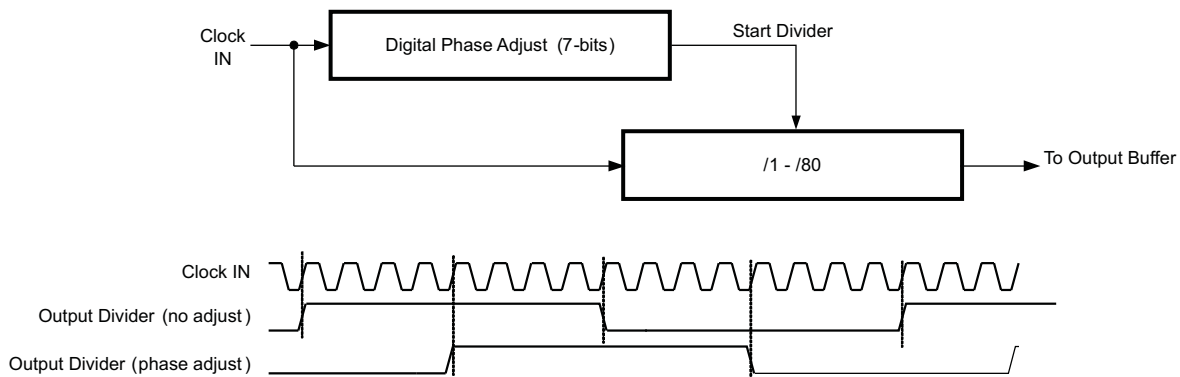 Clock
IN
Digital Phase Adjust (7-bits)
Start Divider
/1 - /80
To Output Buffer
Clock IN
Output Divider (no adjust)
Output Divider (phase adjust)